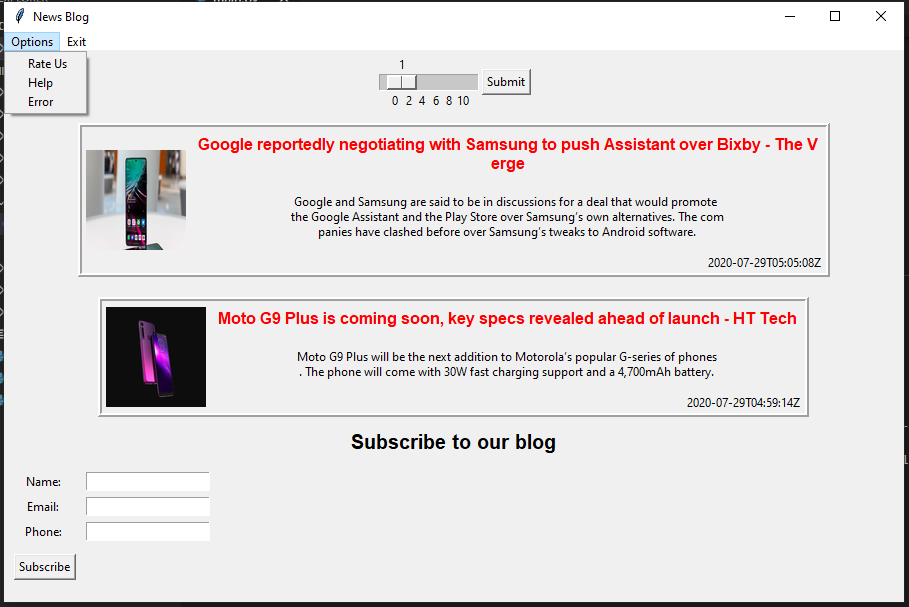 News Blog
Options Exit
Rate Us
Help
Error
1
Submit
0 2 4 6 8 10
Google reportedly negotiating with Samsung to push Assistant over Bixby - The V
erge
Google and Samsung are said to be in discussions for a deal that would promote
the Google Assistant and the Play Store over Samsung's own alternatives. The com
panies have clashed before over Samsung's tweaks to Android software.
2020-07-29T05:05:08Z
Moto G9 Plus is coming soon, key specs revealed ahead of launch - HT Tech
Moto G9 Plus will be the next addition to Motorola's popular G-series of phones
. The phone will come with 30W fast charging support and a 4,700mAh battery.
2020-07-29T04:59:14Z
Subscribe to our blog
Name:
Email:
Phone:
Subscribe